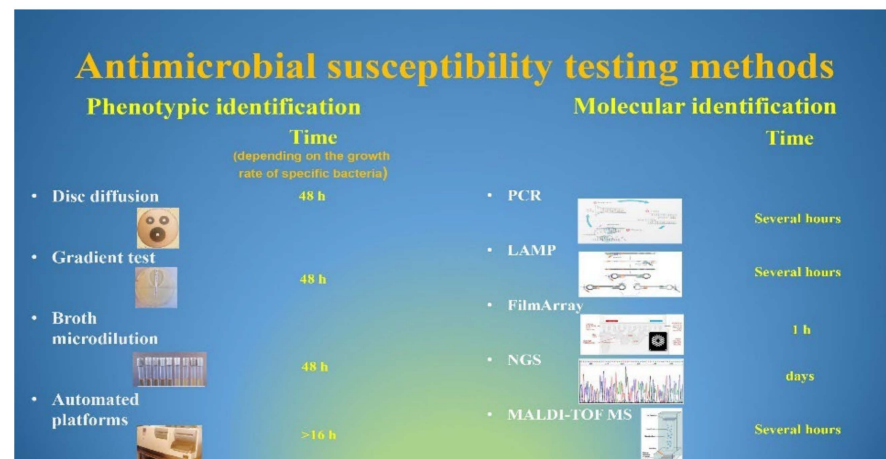 Antimicrobial susceptibility testing methods
Phenotypic identification
Time
(depending on the growth
rate of specific bacteria)
• Disc diffusion
48 h
• Gradient test
48 h
• Broth
microdilution
48 h
• Automated
platforms
>16 h
Molecular identification
Time
• PCR
Several hours
• LAMP
Several hours
• FilmArray
1 h
• NGS
days
• MALDI-TOF MS
Several hours